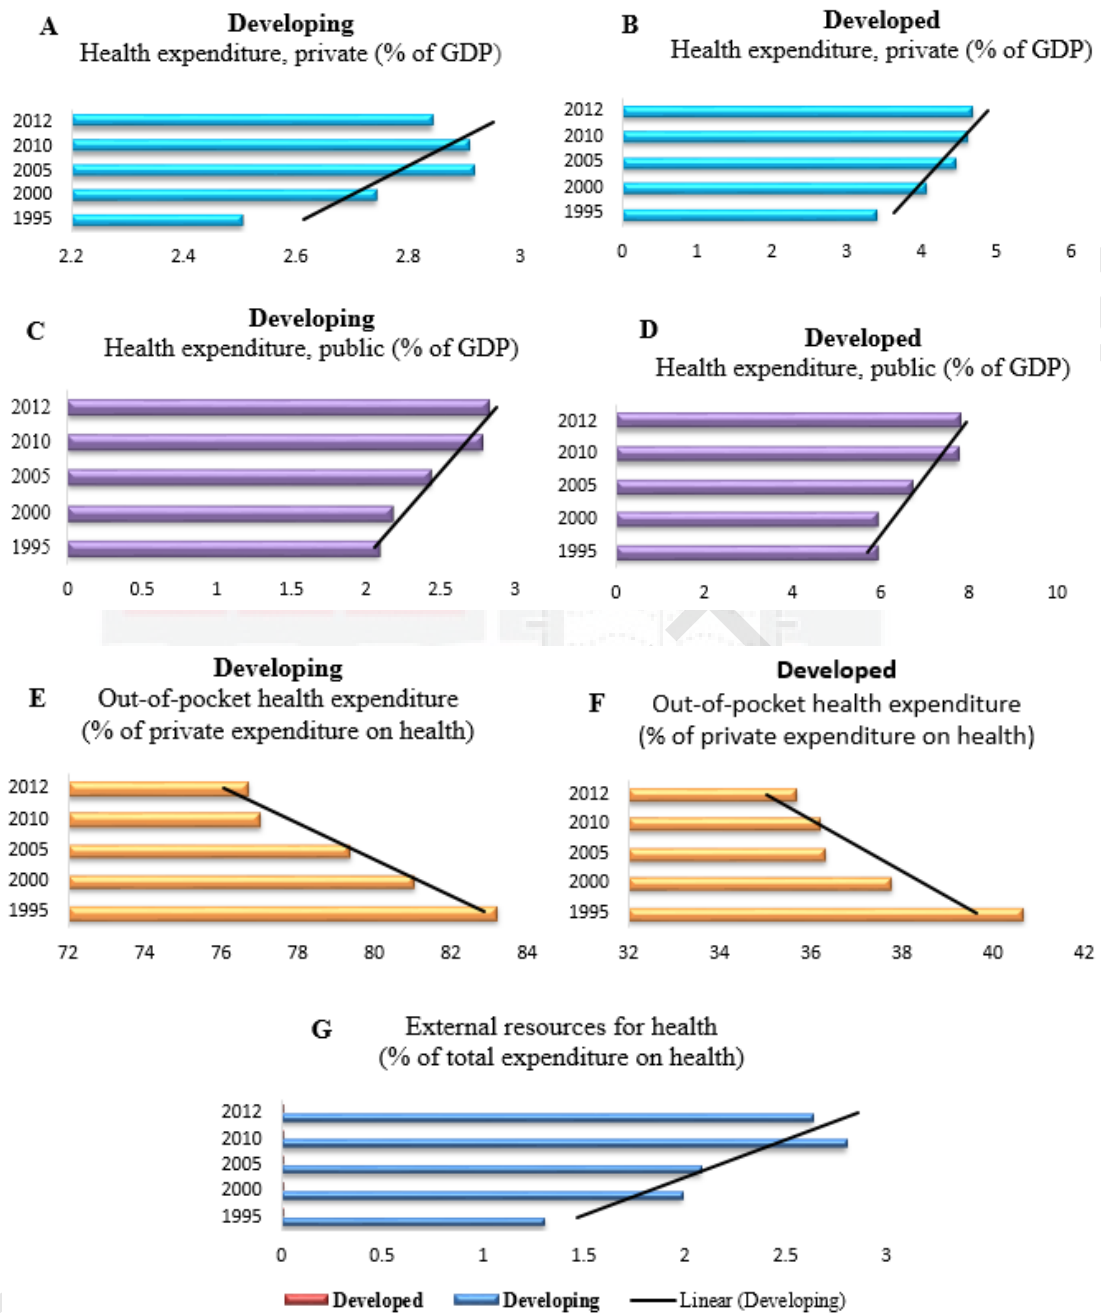 A
Developing
Health expenditure, private (% of GDP)
2012
2010
2005
2000
1995
2.2 2.4 2.6 2.8 3
B
Developed
Health expenditure, private (% of GDP)
2012
2010
2005
2000
1995
0 1 2 3 4 5 6
C
Developing
Health expenditure, public (% of GDP)
2012
2010
2005
2000
1995
0 0.5 1 1.5 2 2.5 3
D
Developed
Health expenditure, public (% of GDP)
2012
2010
2005
2000
1995
0 2 4 6 8 10
E
Developing
Out-of-pocket health expenditure
(% of private expenditure on health)
2012
2010
2005
2000
1995
72 74 76 78 80 82 84
F
Developed
Out-of-pocket health expenditure
(% of private expenditure on health)
2012
2010
2005
2000
1995
32 34 36 38 40 42
G
External resources for health
(% of total expenditure on health)
2012
2010
2005
2000
1995
0 0.5 1 1.5 2 2.5 3
Developed Developing Linear (Developing)